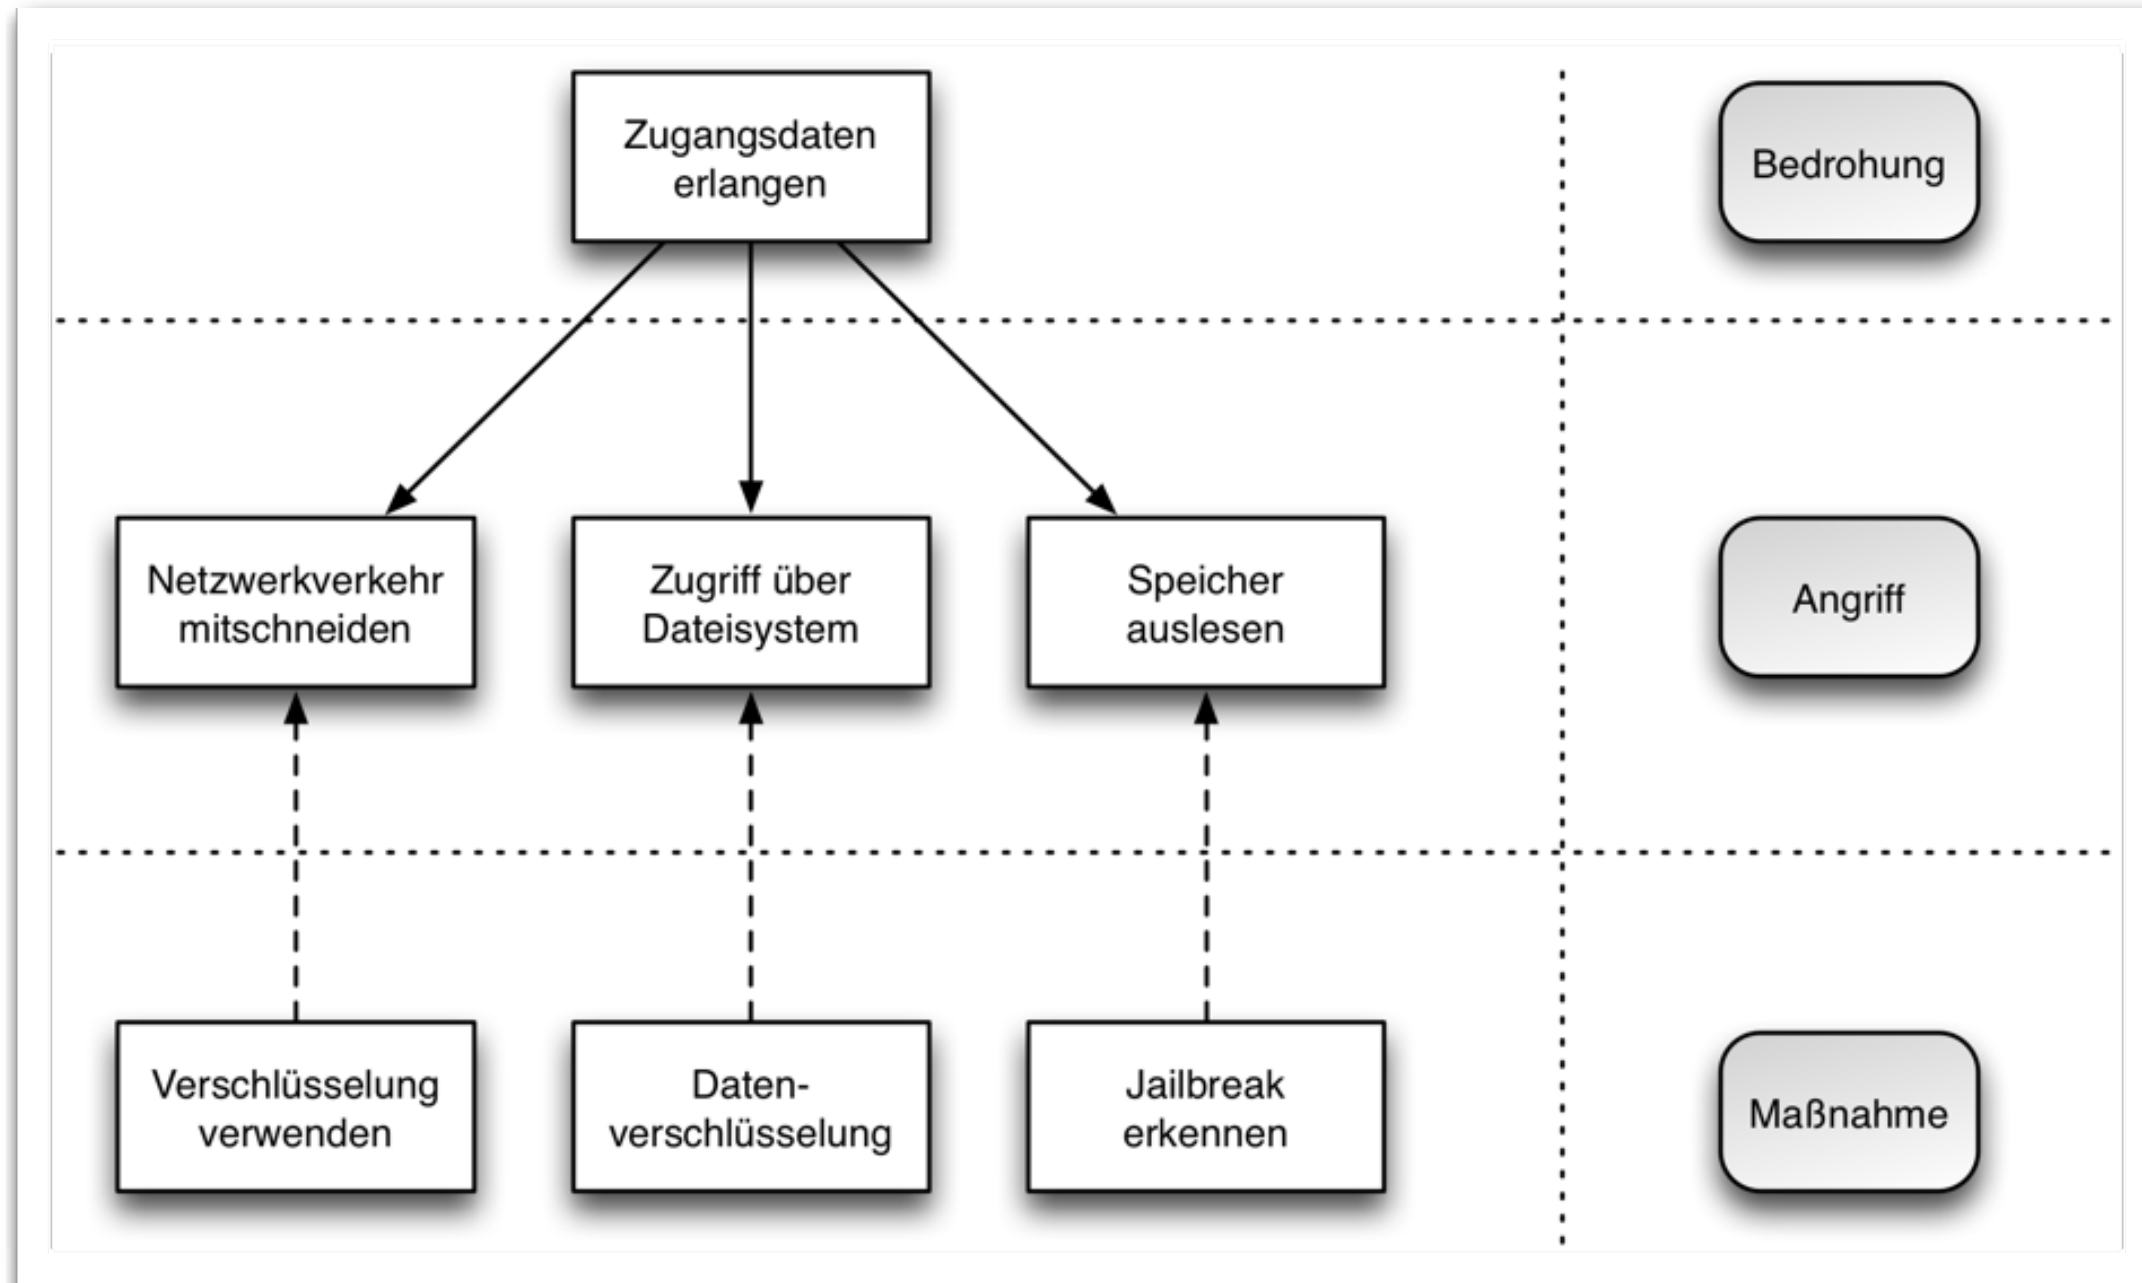 Zugangsdaten
erlangen
Bedrohung
Netzwerkverkehr
mitschneiden
Zugriff über
Dateisystem
Speicher
auslesen
Angriff
Verschlüsselung
verwenden
Daten-
verschlüsselung
Jailbreak
erkennen
Maßnahme